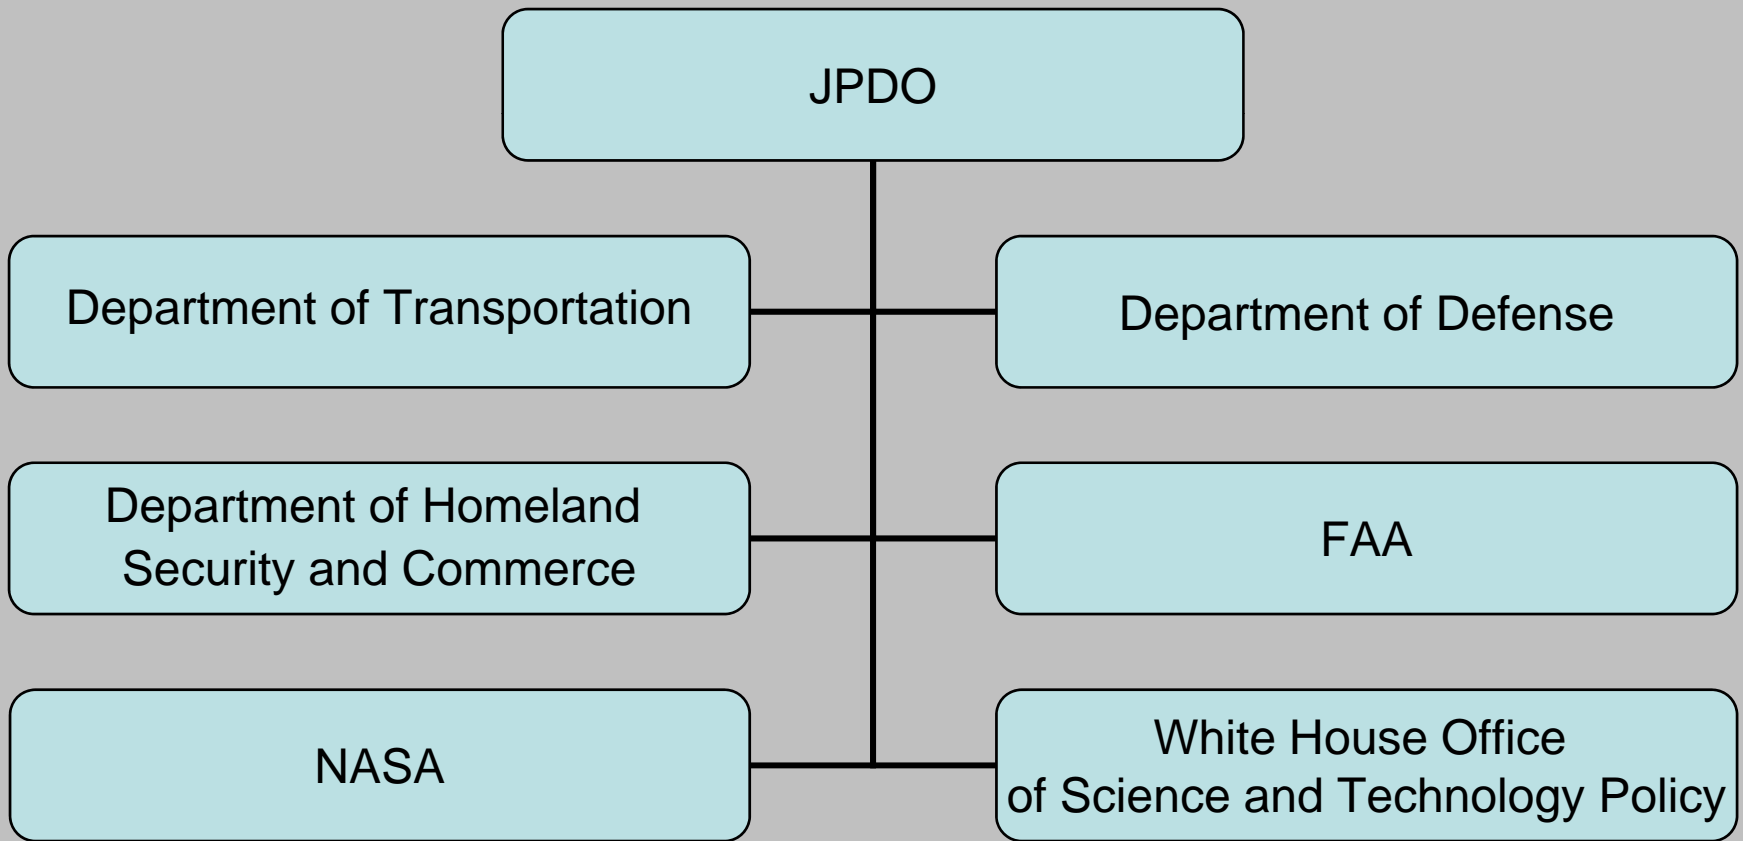 JPDO
Department of Transportation
Department of Defense
Department of Homeland
Security and Commerce
FAA
NASA
White House Office
of Science and Technology Policy